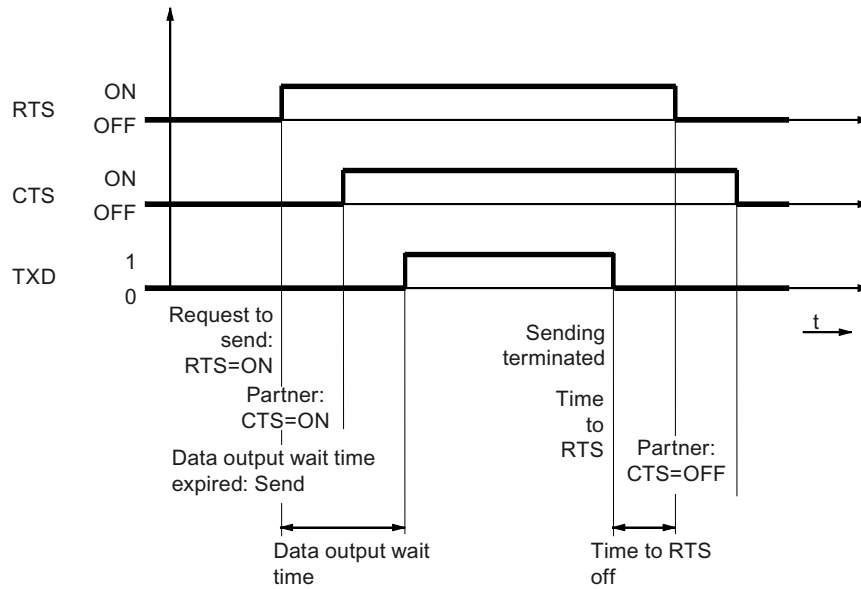 RTS
ON
OFF
CTS
ON
OFF
TXD
1
0
t
Request to
send:
RTS=ON
Partner:
CTS=ON
Data output wait time
expired: Send
Sending
terminated
Time
to
RTS
Partner:
CTS=OFF
Data output wait
time
Time to RTS
off